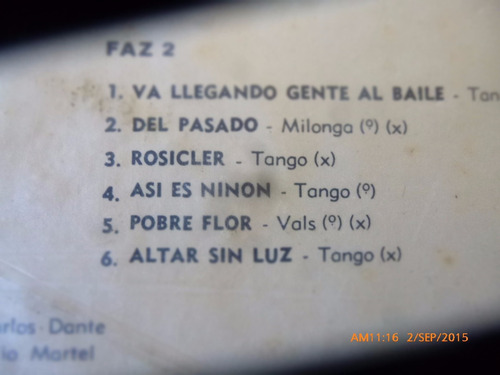 FAZ 2
1. VA LLEGANDO GENTE AL BAILE - Tan
2. DEL PASADO - Milonga (º) (x)
3. ROSICLER - Tango (x)
4. ASI ES NINON - Tango (º)
5. POBRE FLOR - Vals (º) (x)
6. ALTAR SIN LUZ - Tango (x)
arlos Dante
io Martel
AM11:16 2/SEP/2015